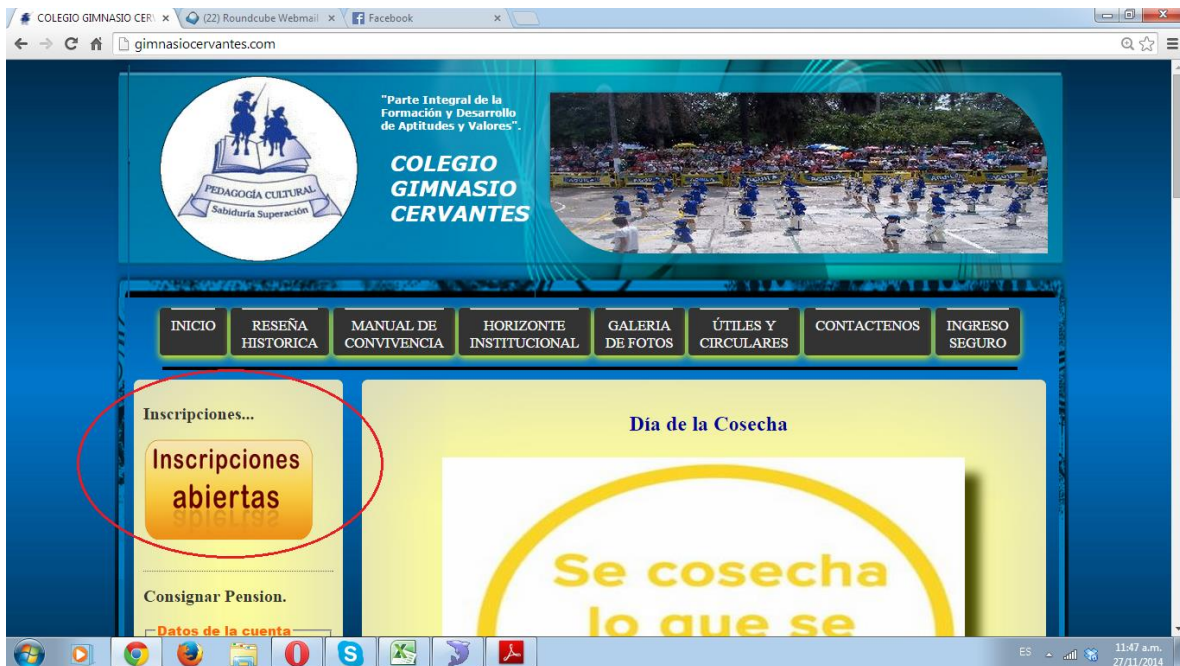 COLEGIO GIMNASIO CER
(22) Roundcube Webmail
Facebook
gimnasiocervantes.com
PEDAGOGÍA CULTURAL
Sabiduría Superación
"Parte Integral de la
Formación y Desarrollo
de Aptitudes y Valores".
COLEGIO
GIMNASIO
CERVANTES
INICIO
RESEÑA
HISTORICA
MANUAL DE
CONVIVENCIA
HORIZONTE
INSTITUCIONAL
GALERIA
DE FOTOS
ÚTILES Y
CIRCULARES
CONTACTENOS
INGRESO
SEGURO
Inscripciones...
Inscripciones
abiertas
Consignar Pension.
Datos de la cuenta
Día de la Cosecha
Se cosecha
lo que se
ES
11:47 a.m.
27/11/2014